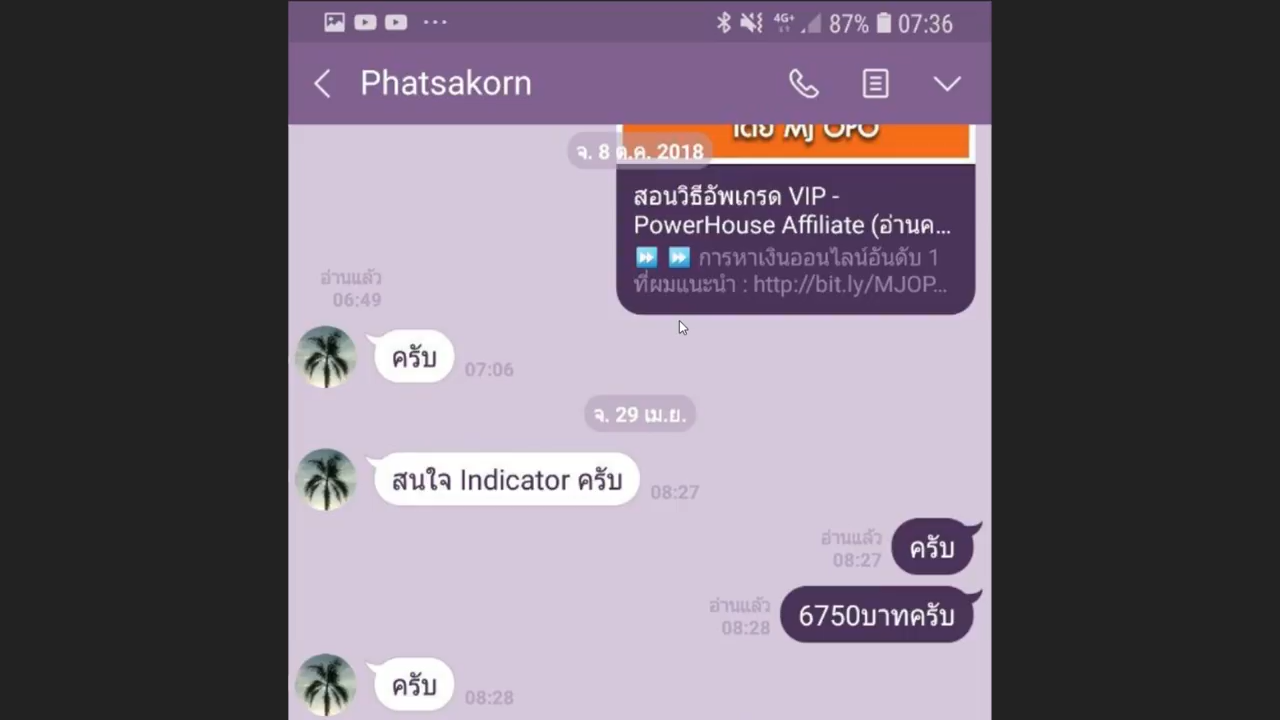 87% 07:36
Phatsakorn
โดย MJ OPO
จ. 8 ต.ค. 2018
สอนวิธีอัพเกรด VIP -
PowerHouse Affiliate (อ่านค...
⏩ ⏩ การหาเงินออนไลน์อันดับ 1
ที่ผมแนะนำ : http://bit.ly/MJOP...
อ่านแล้ว
06:49
ครับ
07:06
จ. 29 เม.ย.
สนใจ Indicator ครับ
08:27
ครับ
อ่านแล้ว
08:27
6750บาทครับ
อ่านแล้ว
08:28
ครับ
08:28